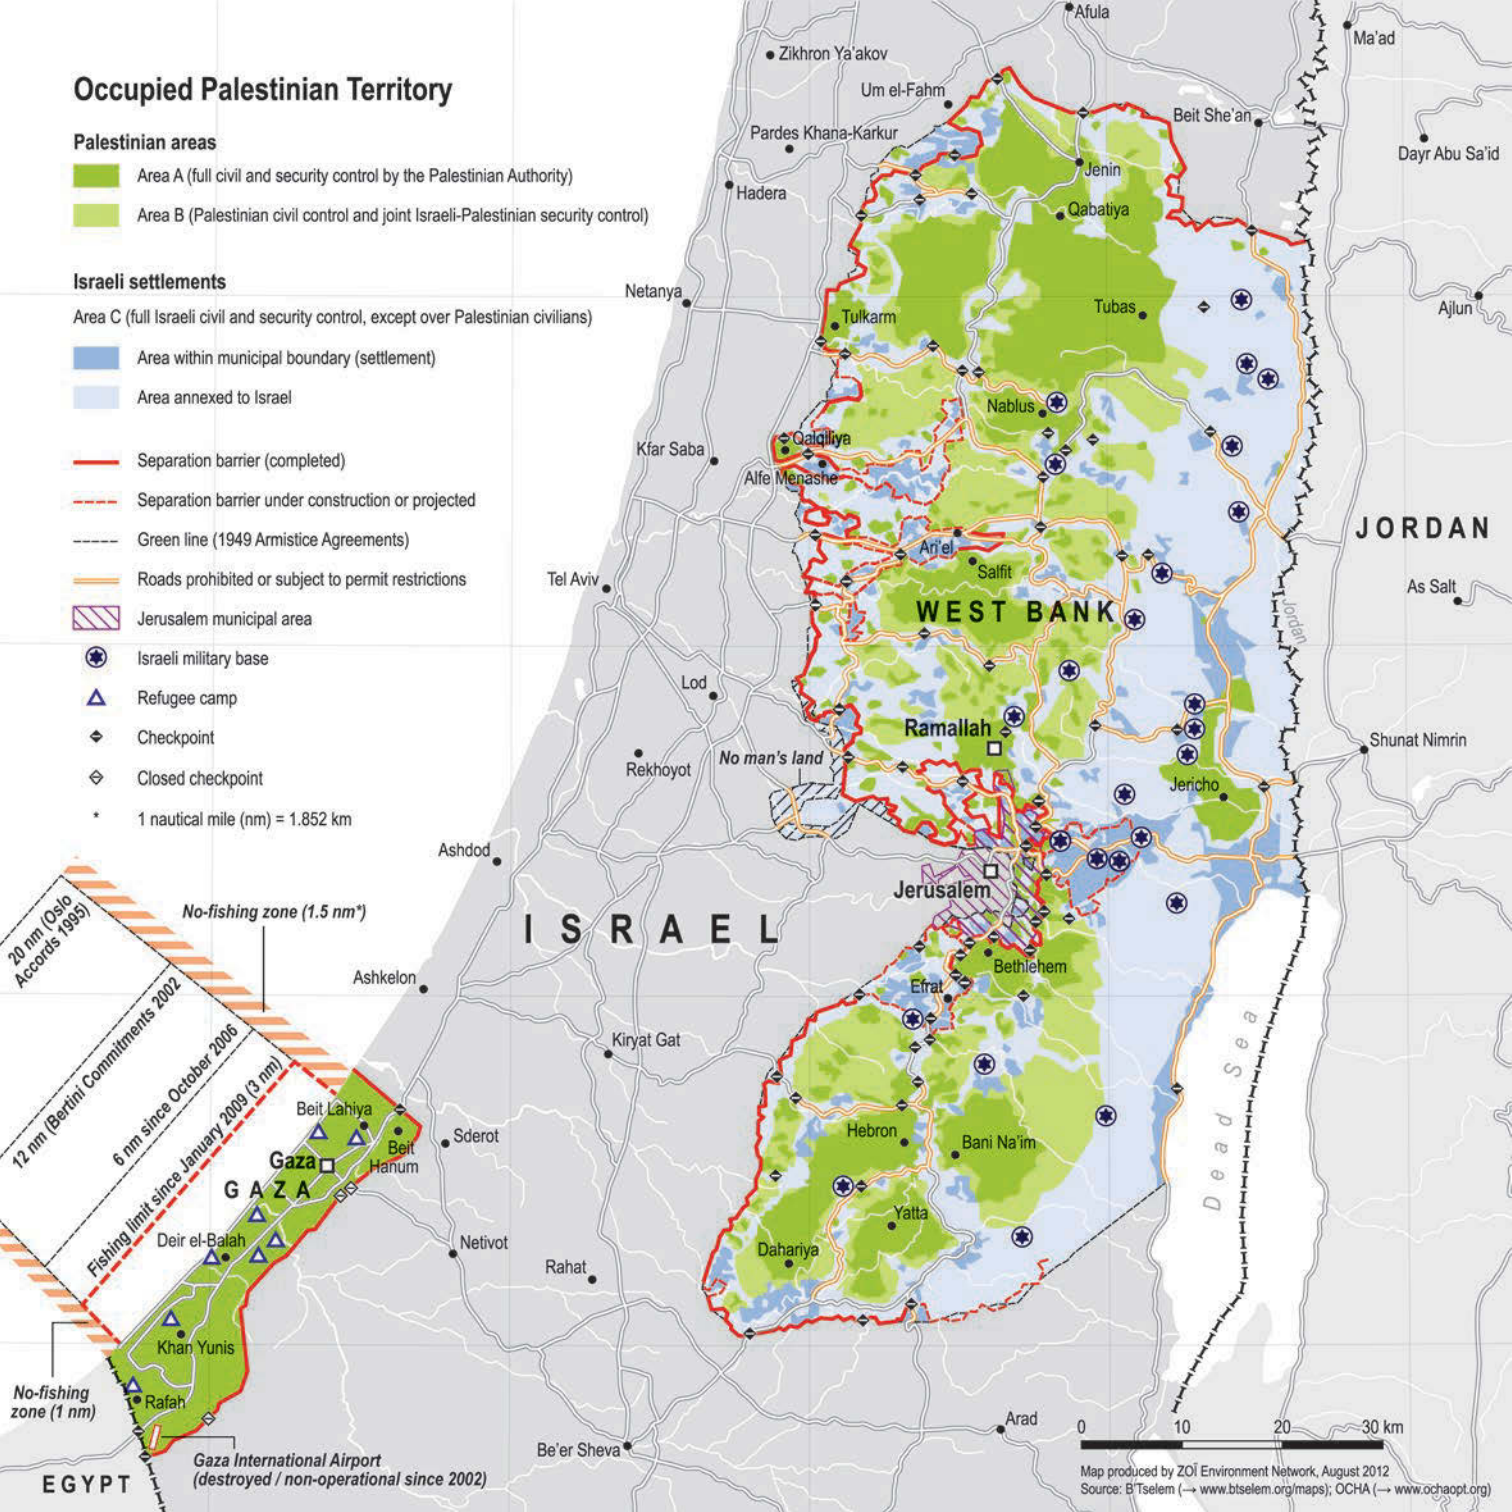 Occupied Palestinian Territory
Palestinian areas
Area A (full civil and security control by the Palestinian Authority)
Area B (Palestinian civil control and joint Israeli-Palestinian security control)
Israeli settlements
Area C (full Israeli civil and security control, except over Palestinian civilians)
Area within municipal boundary (settlement)
Area annexed to Israel
Separation barrier (completed)
Separation barrier under construction or projected
Green line (1949 Armistice Agreements)
Roads prohibited or subject to permit restrictions
Jerusalem municipal area
Israeli military base
Refugee camp
Checkpoint
Closed checkpoint
* 1 nautical mile (nm) = 1.852 km
Afula
Ma'ad
Zikhron Ya'akov
Um el-Fahm
Beit She'an
Pardes Khana-Karkur
Dayr Abu Sa'id
Jenin
Hadera
Qabatiya
Netanya
Tubas
Ajlun
Tulkarm
Nablus
Qalqiliya
Kfar Saba
Alfe Menashe
JORDAN
Ari'el
Salfit
Tel Aviv
As Salt
WEST BANK
Jordan
Lod
Ramallah
Shunat Nimrin
No man's land
Rekhoyot
Jericho
Ashdod
Jerusalem
ISRAEL
No-fishing zone (1.5 nm*)
20 nm (Oslo
Accords 1995)
Bethlehem
Ashkelon
Efrat
12 nm (Bertini Commitments 2002
6 nm since October 2006
Fishing limit since January 2009 (3 nm)
Kiryat Gat
Dead Sea
Beit Lahiya
Sderot
Beit
Hanum
Hebron
Bani Na'im
Gaza
GAZA
Yatta
Deir el-Balah
Netivot
Dahariya
Rahat
Khan Yunis
No-fishing
zone (1 nm)
Rafah
Arad
Be'er Sheva
Gaza International Airport
(destroyed / non-operational since 2002)
EGYPT
0 10 20 30 km
Map produced by ZOÏ Environment Network, August 2012
Source: B'Tselem (→ www.btselem.org/maps); OCHA (→ www.ochaopt.org)